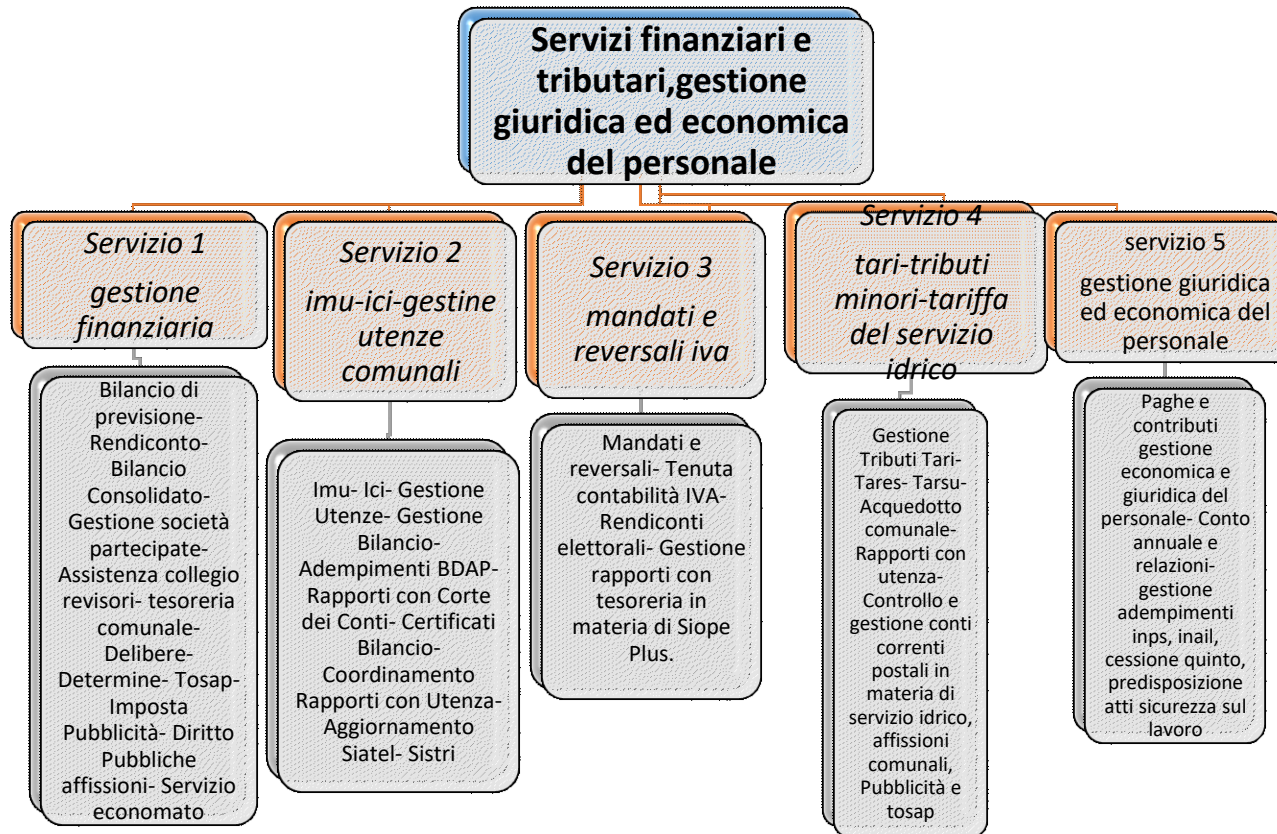 Servizi finanziari e
tributari,gestione
giuridica ed economica
del personale
Servizio 1
gestione
finanziaria
Bilancio di
previsione-
Rendiconto-
Bilancio
Consolidato-
Gestione società
partecipate-
Assistenza collegio
revisori- tesoreria
comunale-
Delibere-
Determine- Tosap-
Imposta
Pubblicità- Diritto
Pubbliche
affissioni- Servizio
economato
Servizio 2
imu-ici-gestine
utenze
comunali
Imu- Ici- Gestione
Utenze- Gestione
Bilancio-
Adempimenti BDAP-
Rapporti con Corte
dei Conti- Certificati
Bilancio-
Coordinamento
Rapporti con Utenza-
Aggiornamento
Siatel- Sistri
Servizio 3
mandati e
reversali iva
Mandati e
reversali- Tenuta
contabilità IVA-
Rendiconti
elettorali- Gestione
rapporti con
tesoreria in
materia di Siope
Plus.
Servizio 4
tari-tributi
minori-tariffa
del servizio
idrico
Gestione
Tributi Tari-
Tares- Tarsu-
Acquedotto
comunale-
Rapporti con
utenza-
Controllo e
gestione conti
correnti
postali in
materia di
servizio idrico,
affissioni
comunali,
Pubblicità e
tosap
servizio 5
gestione giuridica
ed economica del
personale
Paghe e
contributi
gestione
economica e
giuridica del
personale- Conto
annuale e
relazioni-
gestione
adempimenti
inps, inail,
cessione quinto,
predisposizione
atti sicurezza sul
lavoro